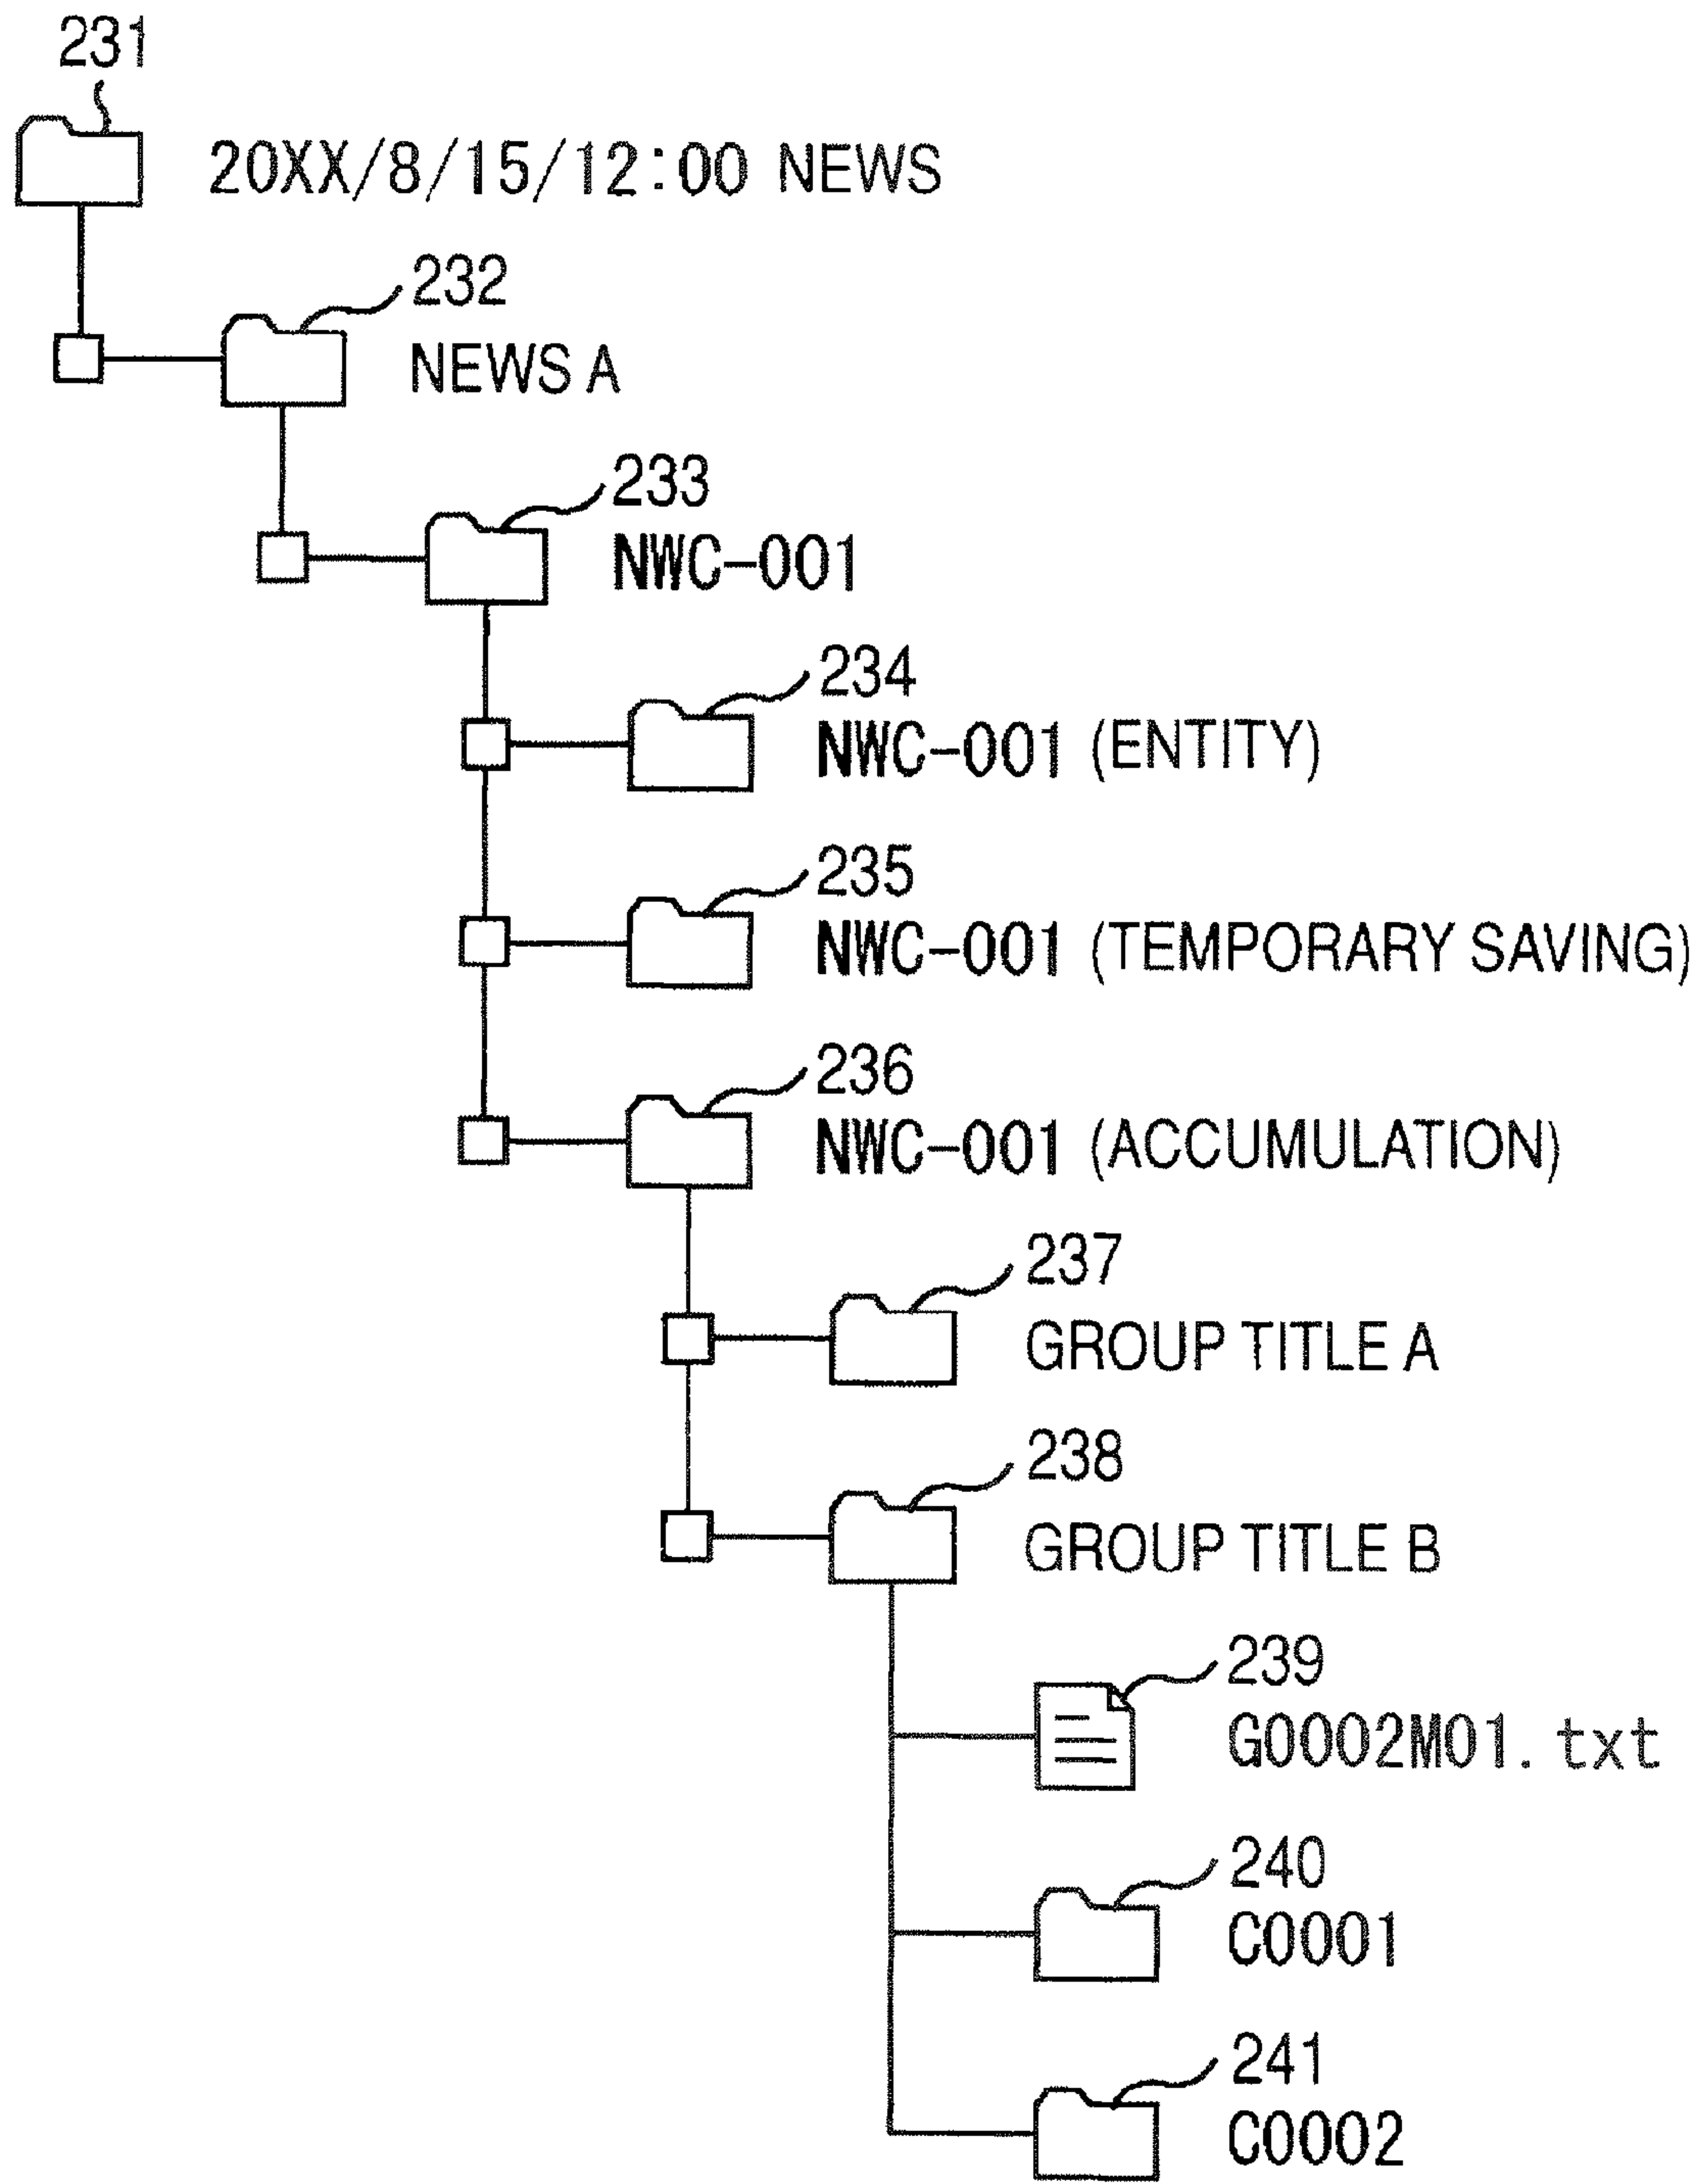 231
20XX/8/15/12:00 NEWS
232
NEWS A
233
NWC-001
234
NWC-001 (ENTITY)
235
NWC-001 (TEMPORARY SAVING)
236
NWC-001 (ACCUMULATION)
237
GROUP TITLE A
238
GROUP TITLE B
239
G0002M01.txt
240
C0001
241
C0002